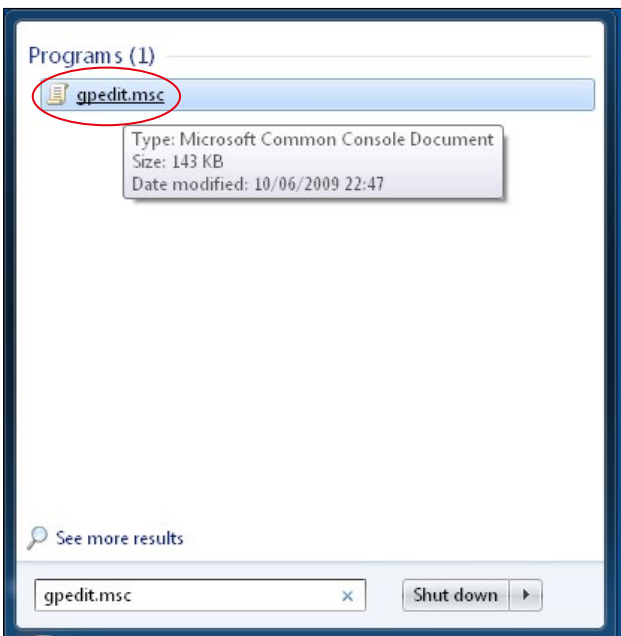 Programs (1)
gpedit.msc
Type: Microsoft Common Console Document
Size: 143 KB
Date modified: 10/06/2009 22:47
See more results
gpedit.msc
Shut down